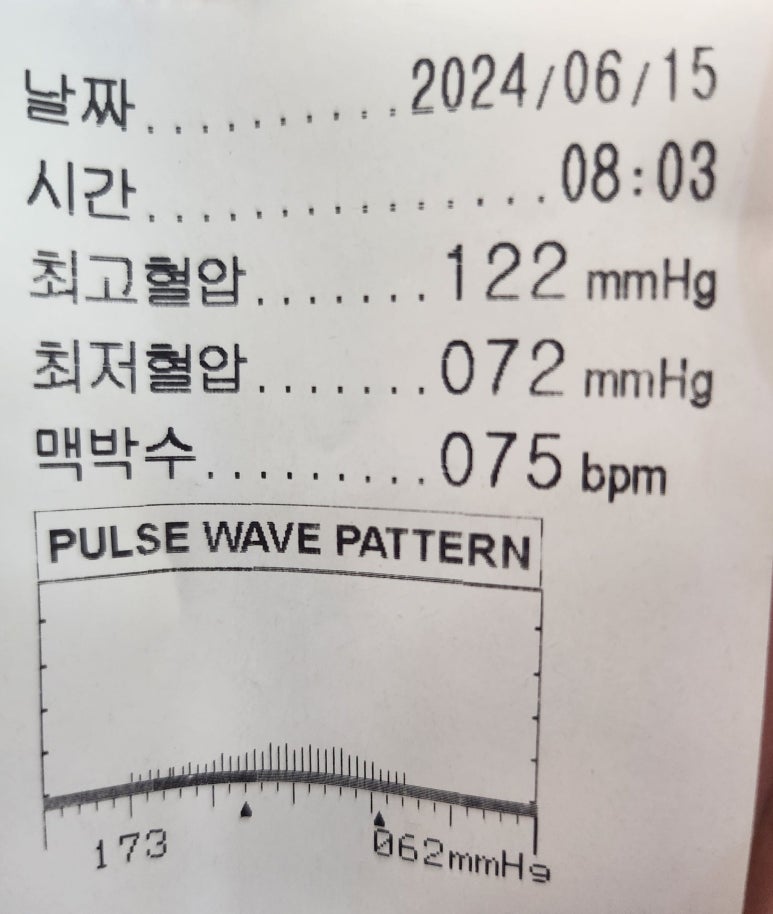 날짜..........2024/06/15
시간...............08:03
최고혈압.......122 mmHg
최저혈압.......072 mmHg
맥박수.........075 bpm
PULSE WAVE PATTERN
173 062mmHg